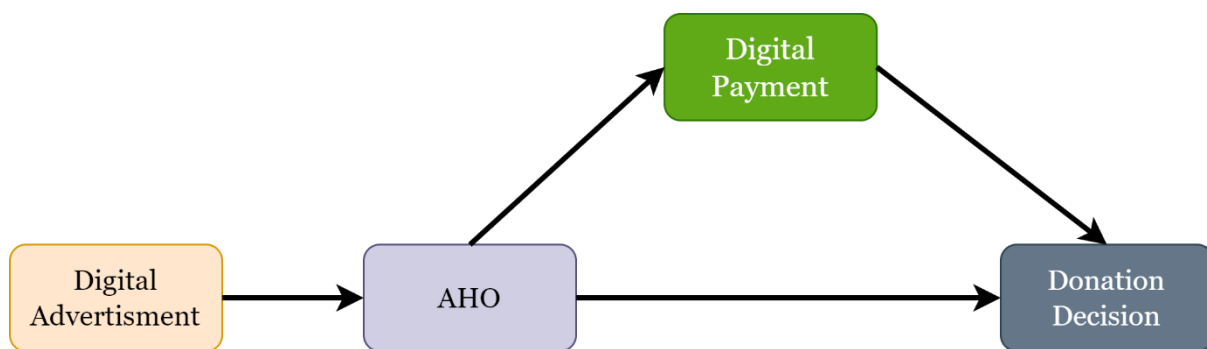 Digital
Payment
Digital
Advertisment
AHO
Donation
Decision